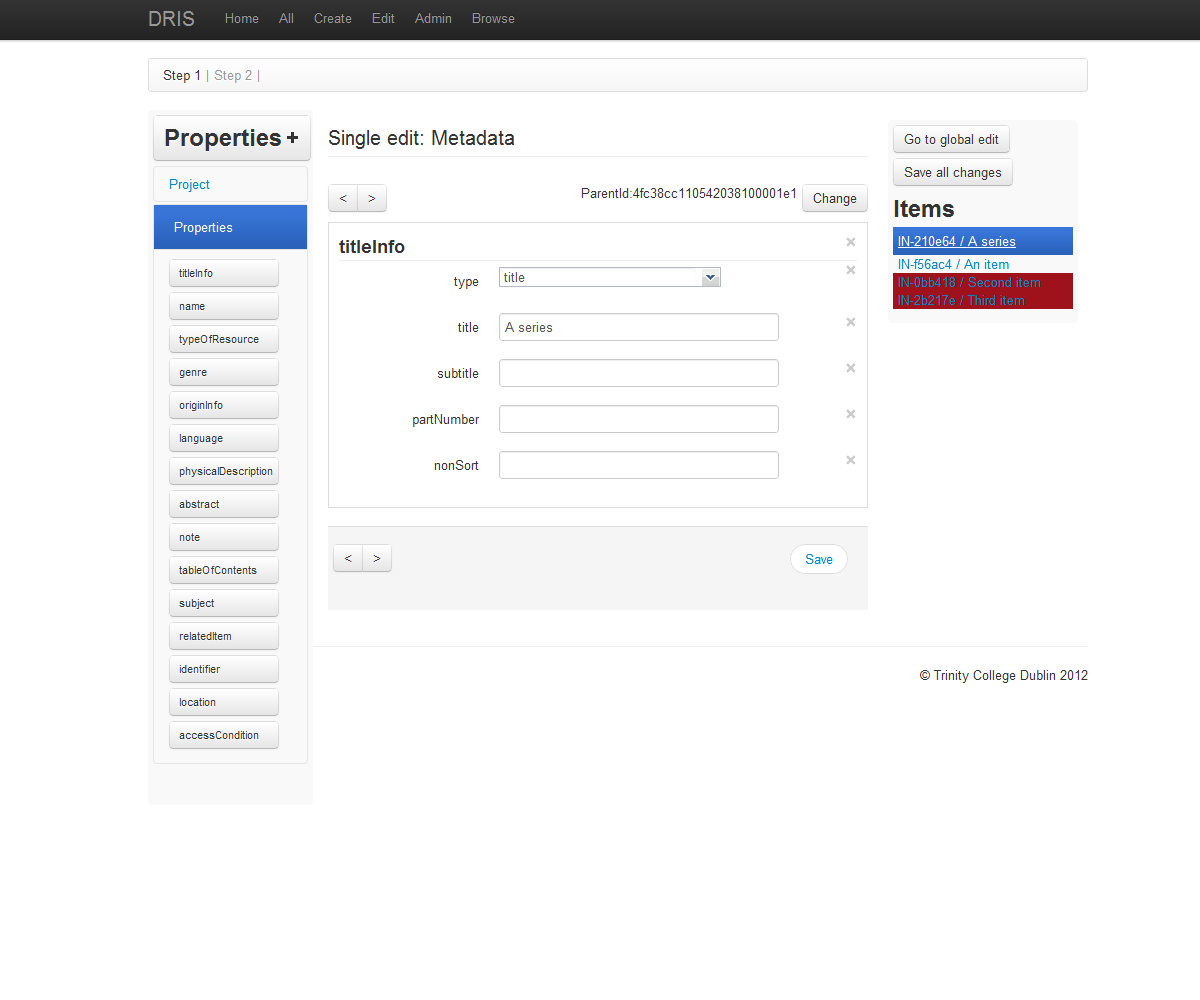 DRIS Home All Create Edit Admin Browse
Step 1 | Step 2 |
Properties +
Project
Properties
titleInfo
name
typeOfResource
genre
originInfo
language
physicalDescription
abstract
note
tableOfContents
subject
relatedItem
identifier
location
accessCondition
Single edit: Metadata
< > ParentId:4fc38cc110542038100001e1 Change
titleInfo ×
type title ×
title A series ×
subtitle ×
partNumber ×
nonSort ×
< > Save
Go to global edit
Save all changes
Items
IN-210e64 / A series
IN-f56ac4 / An item
IN-0bb418 / Second item
IN-2b217e / Third item
© Trinity College Dublin 2012